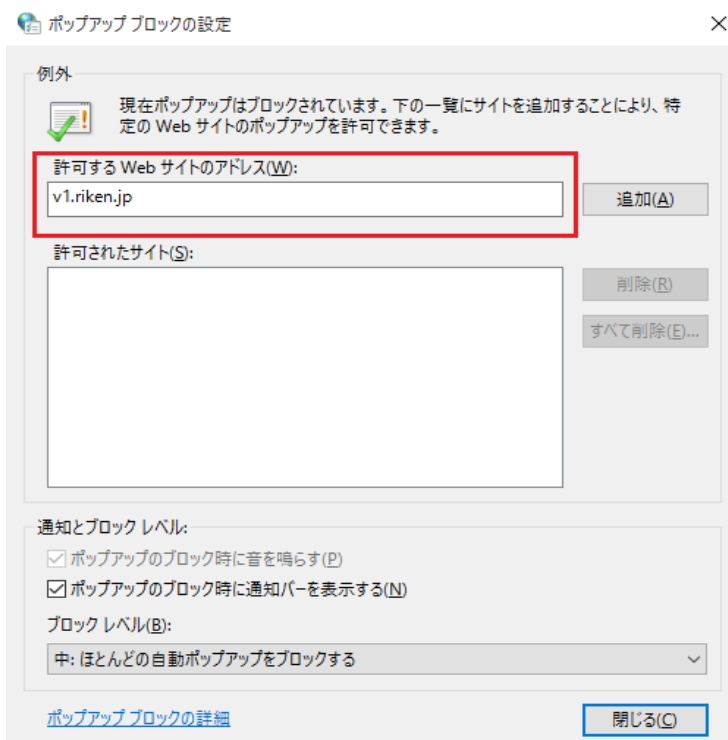 ポップアップ ブロックの設定
例外
現在ポップアップはブロックされています。下の一覧にサイトを追加することにより、特
定の Web サイトのポップアップを許可できます。
許可する Web サイトのアドレス(W):
v1.riken.jp
追加(A)
許可されたサイト(S):
削除(R)
すべて削除(E)...
通知とブロック レベル:
ポップアップのブロック時に音を鳴らす(P)
ポップアップのブロック時に通知バーを表示する(N)
ブロック レベル(B):
中: ほとんどの自動ポップアップをブロックする
ポップアップ ブロックの詳細
閉じる(C)